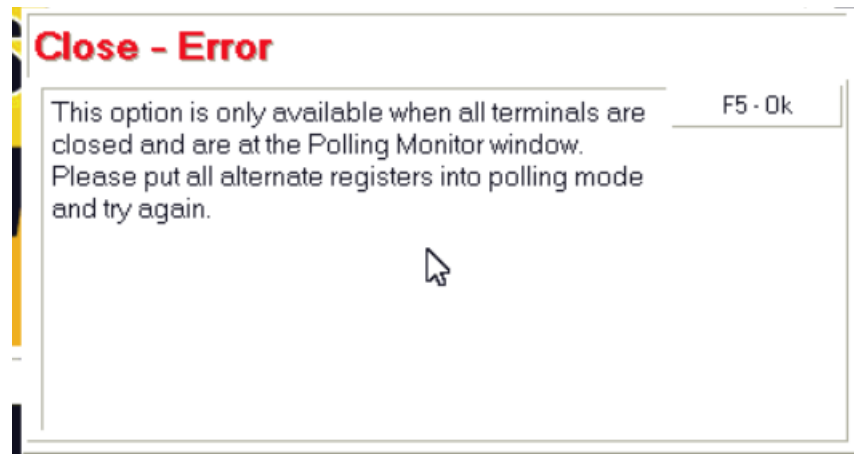 Close - Error
This option is only available when all terminals are
closed and are at the Polling Monitor window.
Please put all alternate registers into polling mode
and try again.
F5 - Ok